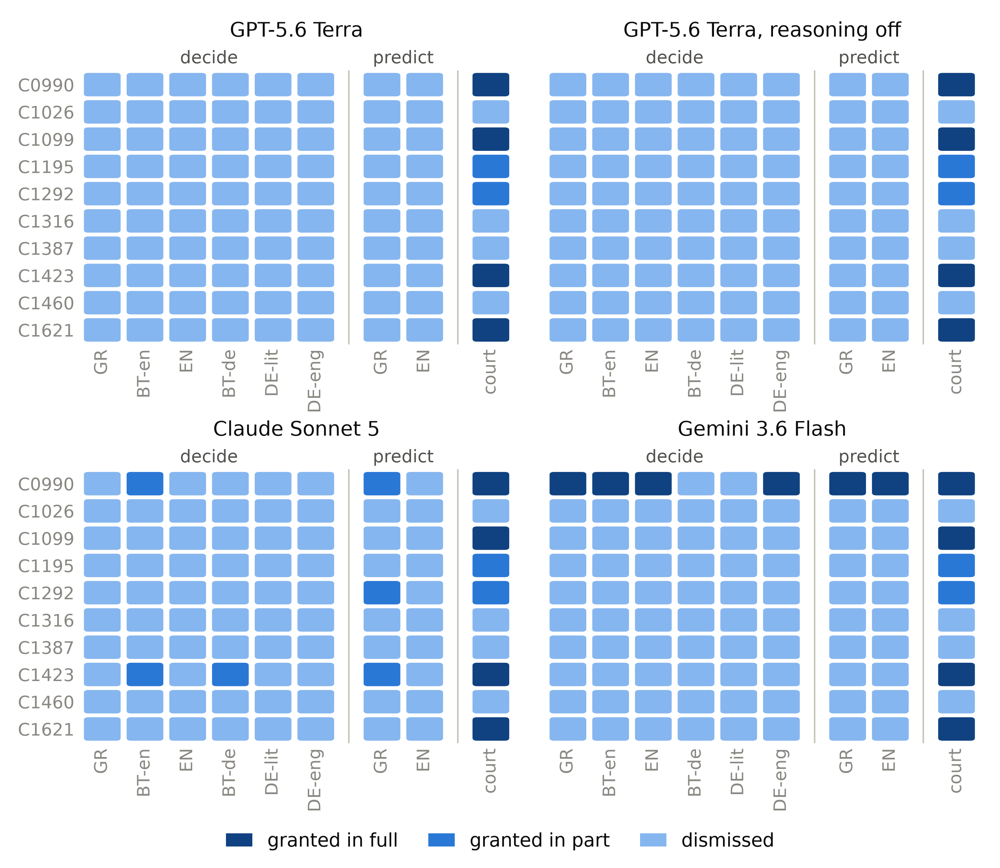 GPT-5.6 Terra
decide predict
C0990
C1026
C1099
C1195
C1292
C1316
C1387
C1423
C1460
C1621
GR BT-en EN BT-de DE-lit DE-eng GR EN court
GPT-5.6 Terra, reasoning off
decide predict
GR BT-en EN BT-de DE-lit DE-eng GR EN court
Claude Sonnet 5
decide predict
C0990
C1026
C1099
C1195
C1292
C1316
C1387
C1423
C1460
C1621
GR BT-en EN BT-de DE-lit DE-eng GR EN court
Gemini 3.6 Flash
decide predict
GR BT-en EN BT-de DE-lit DE-eng GR EN court
granted in full granted in part dismissed